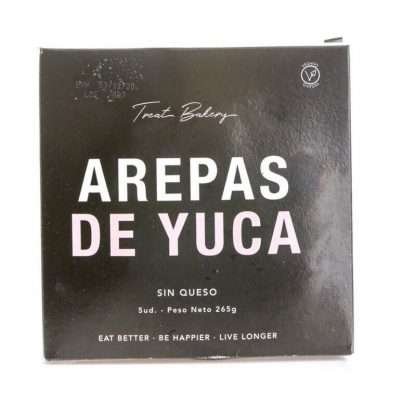 Treat Bakery
AREPAS
DE YUCA
SIN QUESO
5ud. - Peso Neto 265g
EAT BETTER · BE HAPPIER · LIVE LONGER